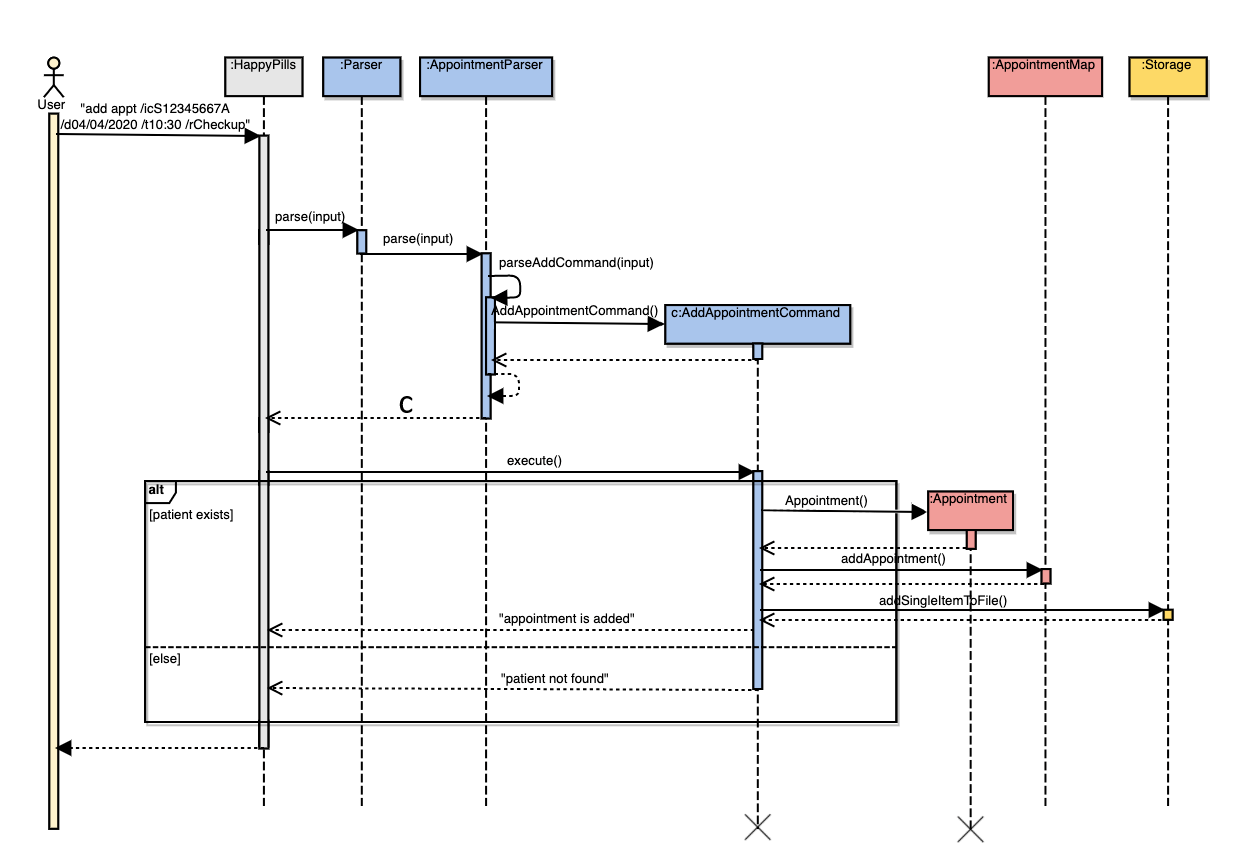 :HappyPills
:Parser
:AppointmentParser
:AppointmentMap
:Storage
User
"add appt /icS12345667A
/d04/04/2020 /t10:30 /rCheckup"
parse(input)
parse(input)
parseAddCommand(input)
AddAppointmentCommand()
c:AddAppointmentCommand
C
execute()
alt
[patient exists]
Appointment()
:Appointment
addAppointment()
addSingleItemToFile()
"appointment is added"
[else]
"patient not found"